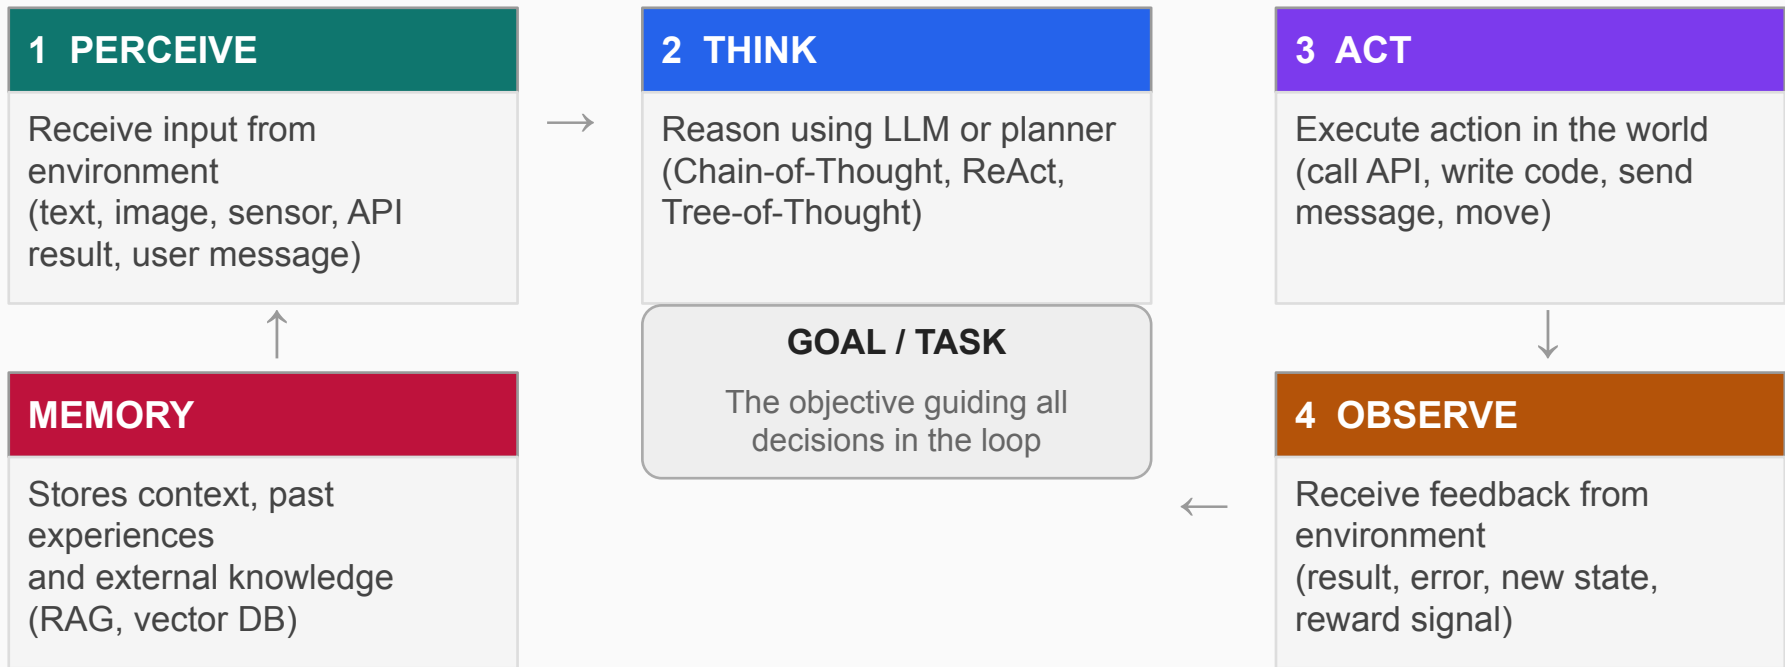 1 PERCEIVE
Receive input from
environment
(text, image, sensor, API
result, user message)
→
2 THINK
Reason using LLM or planner
(Chain-of-Thought, ReAct,
Tree-of-Thought)
3 ACT
Execute action in the world
(call API, write code, send
message, move)
↑
GOAL / TASK
The objective guiding all
decisions in the loop
↓
MEMORY
Stores context, past
experiences
and external knowledge
(RAG, vector DB)
←
4 OBSERVE
Receive feedback from
environment
(result, error, new state,
reward signal)